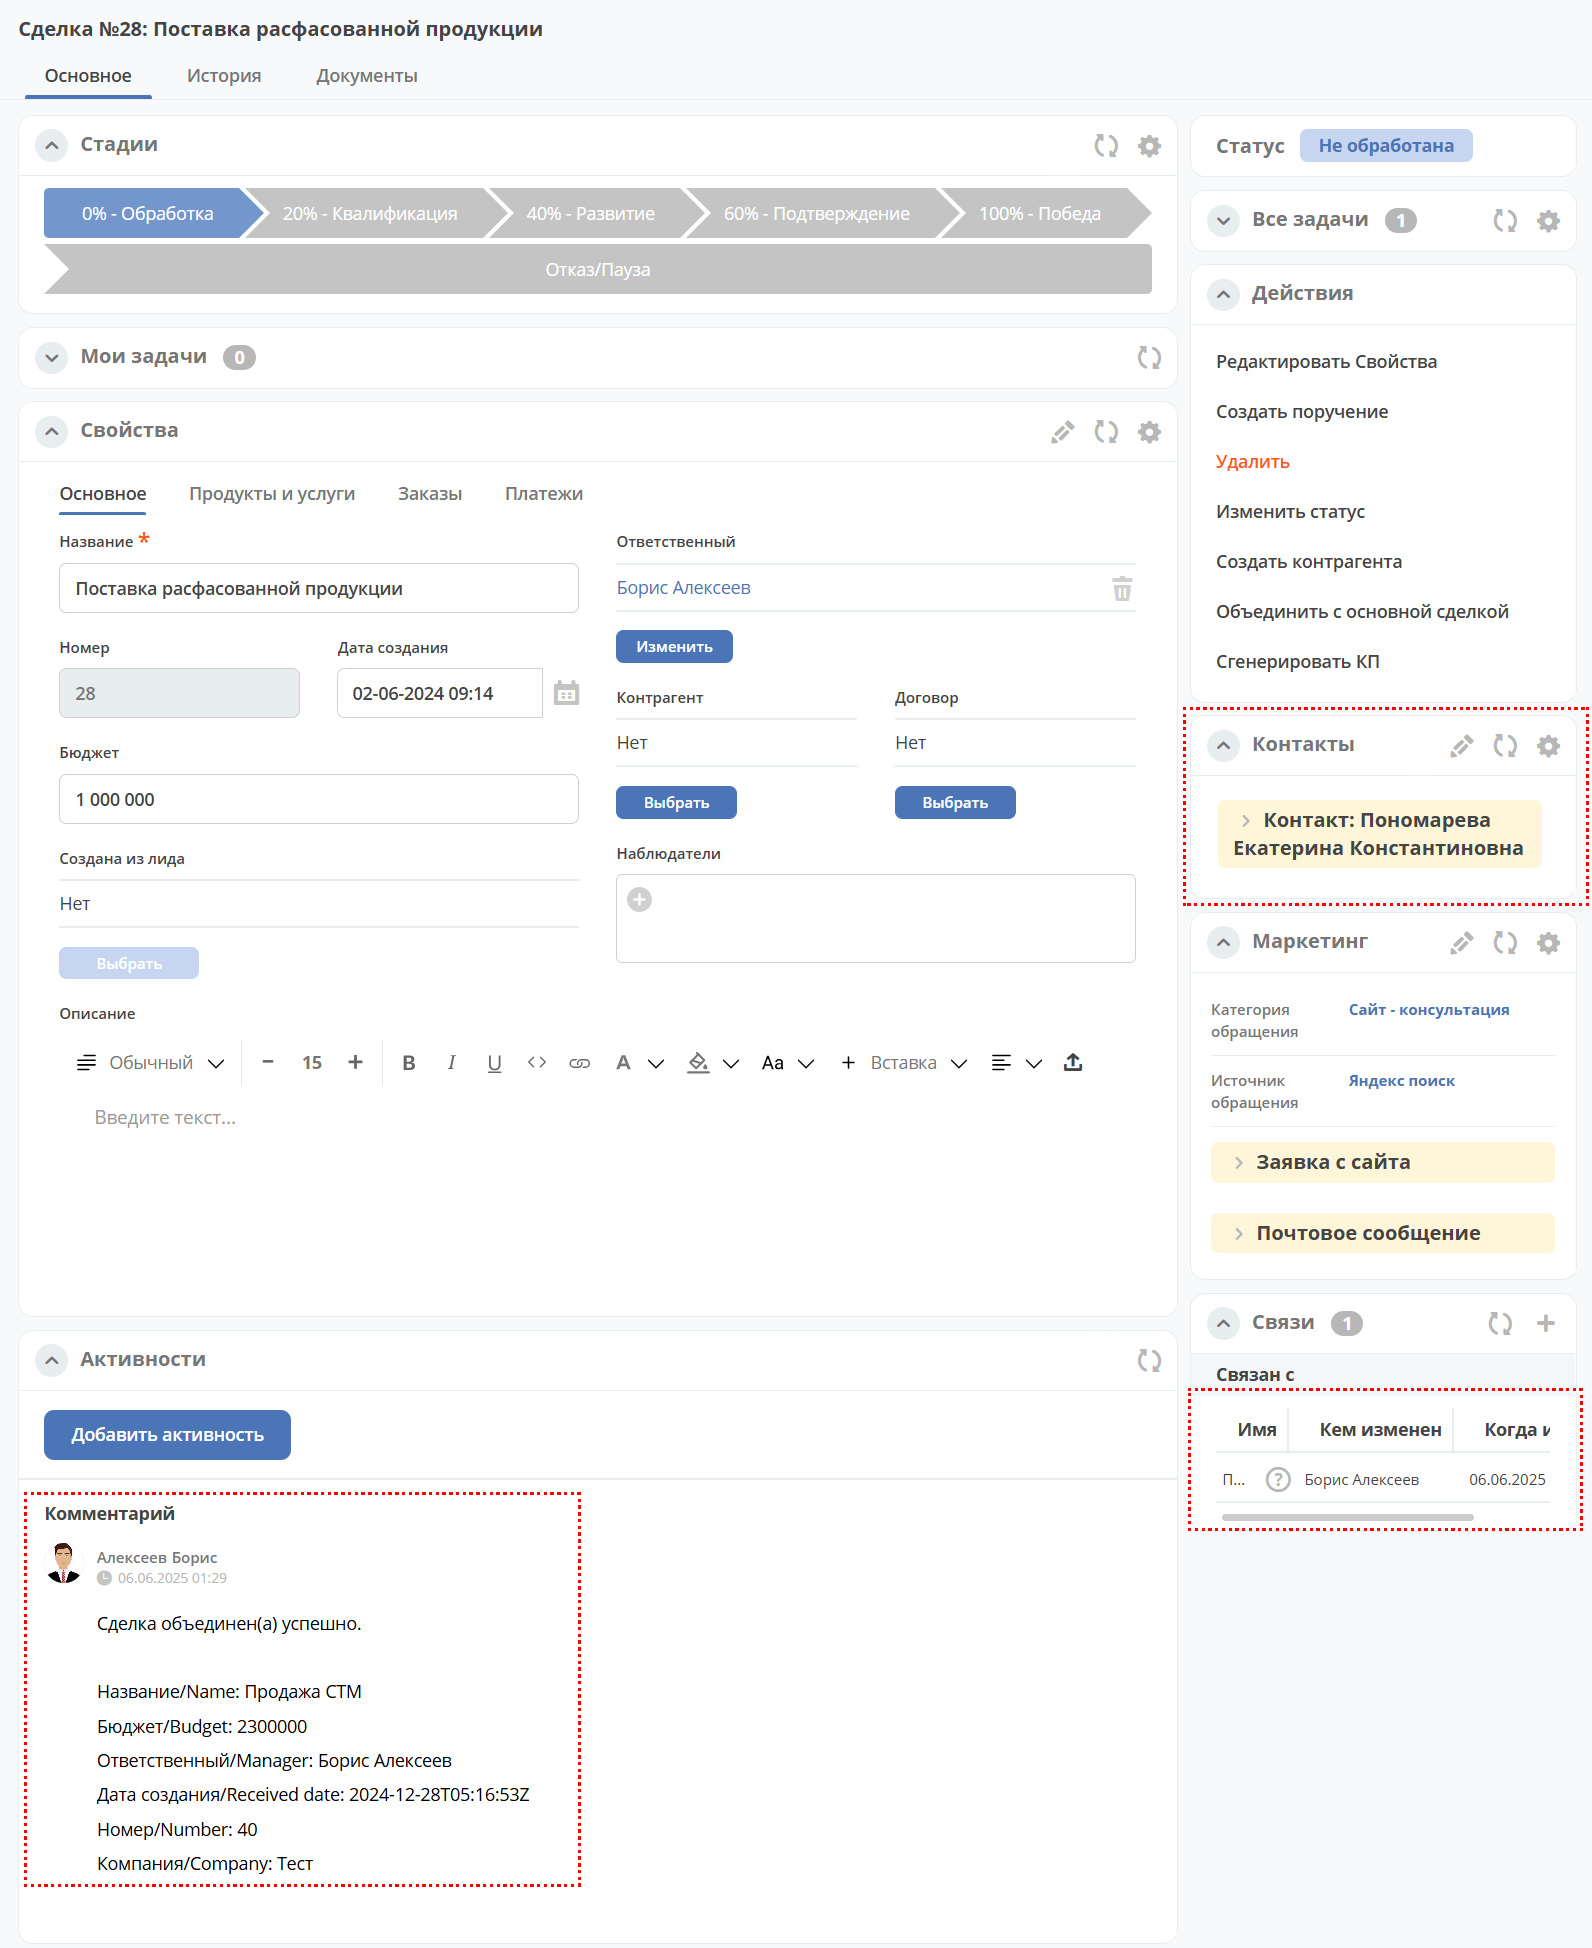 Сделка №28: Поставка расфасованной продукции
Основное
История
Документы
Стадии
0% - Обработка
20% - Квалификация
40% - Развитие
60% - Подтверждение
100% - Победа
Отказ/Пауза
Мои задачи 0
Свойства
Основное
Продукты и услуги
Заказы
Платежи
Название *
Поставка расфасованной продукции
Номер
28
Дата создания
02-06-2024 09:14
Бюджет
1 000 000
Создана из лида
Нет
Выбрать
Ответственный
Борис Алексеев
Изменить
Контрагент
Нет
Выбрать
Договор
Нет
Выбрать
Наблюдатели
Описание
Обычный
− 15 +
B I U <> A Aa
+ Вставка
Введите текст...
Активности
Добавить активность
Комментарий
Алексеев Борис
06.06.2025 01:29
Сделка объединен(а) успешно.
Название/Name: Продажа СТМ
Бюджет/Budget: 2300000
Ответственный/Manager: Борис Алексеев
Дата создания/Received date: 2024-12-28T05:16:53Z
Номер/Number: 40
Компания/Company: Тест
Статус
Не обработана
Все задачи 1
Действия
Редактировать Свойства
Создать поручение
Удалить
Изменить статус
Создать контрагента
Объединить с основной сделкой
Сгенерировать КП
Контакты
Контакт: Пономарева
Екатерина Константиновна
Маркетинг
Категория
обращения
Сайт - консультация
Источник
обращения
Яндекс поиск
Заявка с сайта
Почтовое сообщение
Связи 1
Связан с
Имя
Кем изменен
Когда и
П...
?
Борис Алексеев
06.06.2025